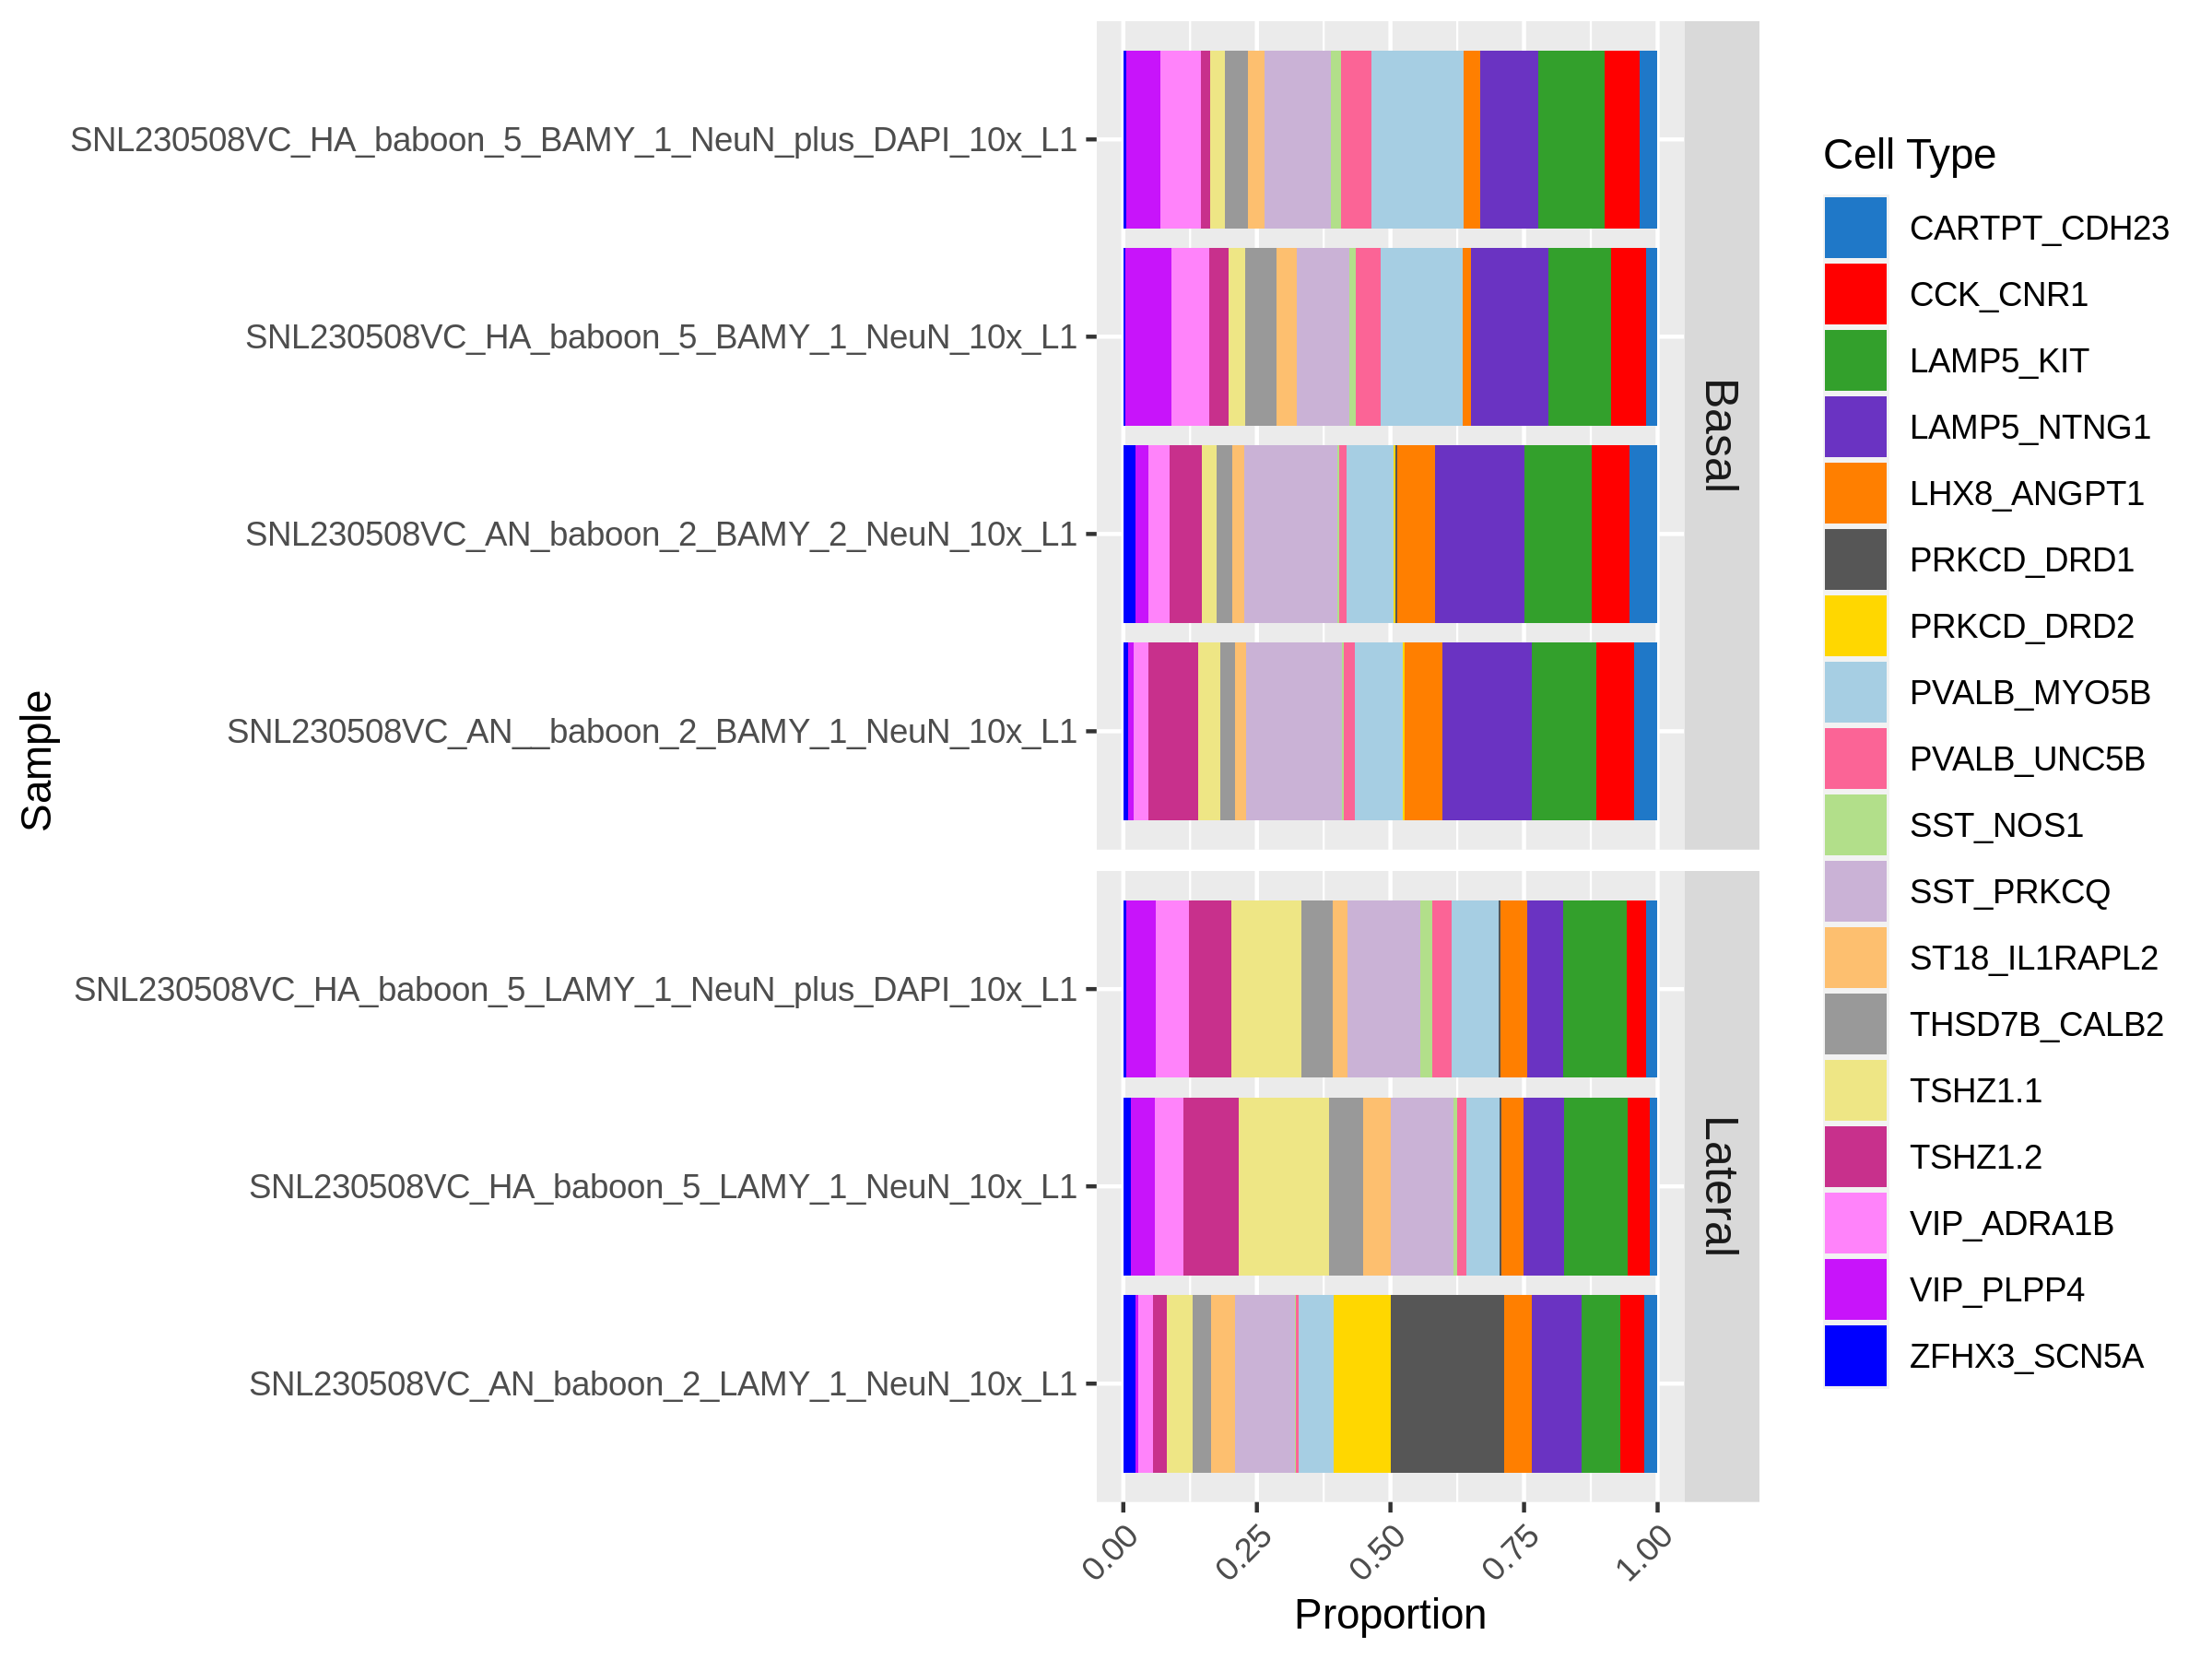 Sample
SNL230508VC_HA_baboon_5_BAMY_1_NeuN_plus_DAPI_10x_L1
SNL230508VC_HA_baboon_5_BAMY_1_NeuN_10x_L1
SNL230508VC_AN_baboon_2_BAMY_2_NeuN_10x_L1
SNL230508VC_AN__baboon_2_BAMY_1_NeuN_10x_L1
Basal
SNL230508VC_HA_baboon_5_LAMY_1_NeuN_plus_DAPI_10x_L1
SNL230508VC_HA_baboon_5_LAMY_1_NeuN_10x_L1
SNL230508VC_AN_baboon_2_LAMY_1_NeuN_10x_L1
Lateral
0.00 0.25 0.50 0.75 1.00
Proportion
Cell Type
CARTPT_CDH23
CCK_CNR1
LAMP5_KIT
LAMP5_NTNG1
LHX8_ANGPT1
PRKCD_DRD1
PRKCD_DRD2
PVALB_MYO5B
PVALB_UNC5B
SST_NOS1
SST_PRKCQ
ST18_IL1RAPL2
THSD7B_CALB2
TSHZ1.1
TSHZ1.2
VIP_ADRA1B
VIP_PLPP4
ZFHX3_SCN5A